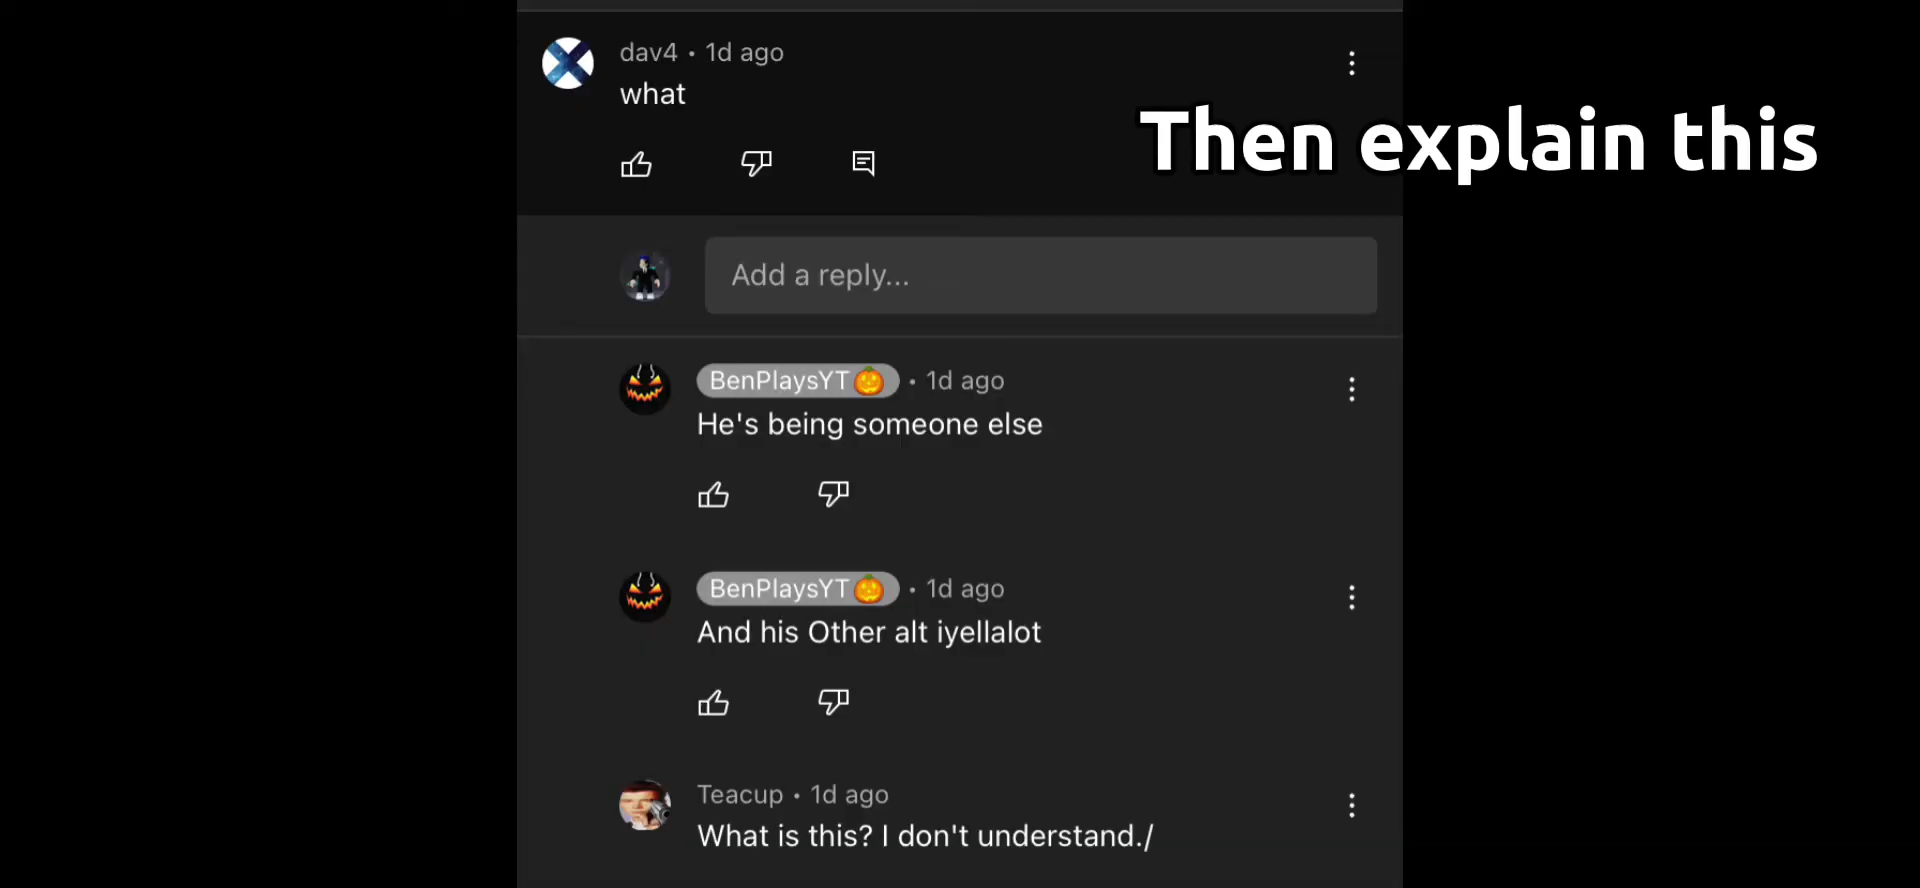 dav4 • 1d ago
what
Then explain this
Add a reply...
BenPlaysYT🎃 • 1d ago
He's being someone else
BenPlaysYT🎃 • 1d ago
And his Other alt iyellalot
Teacup • 1d ago
What is this? I don't understand./